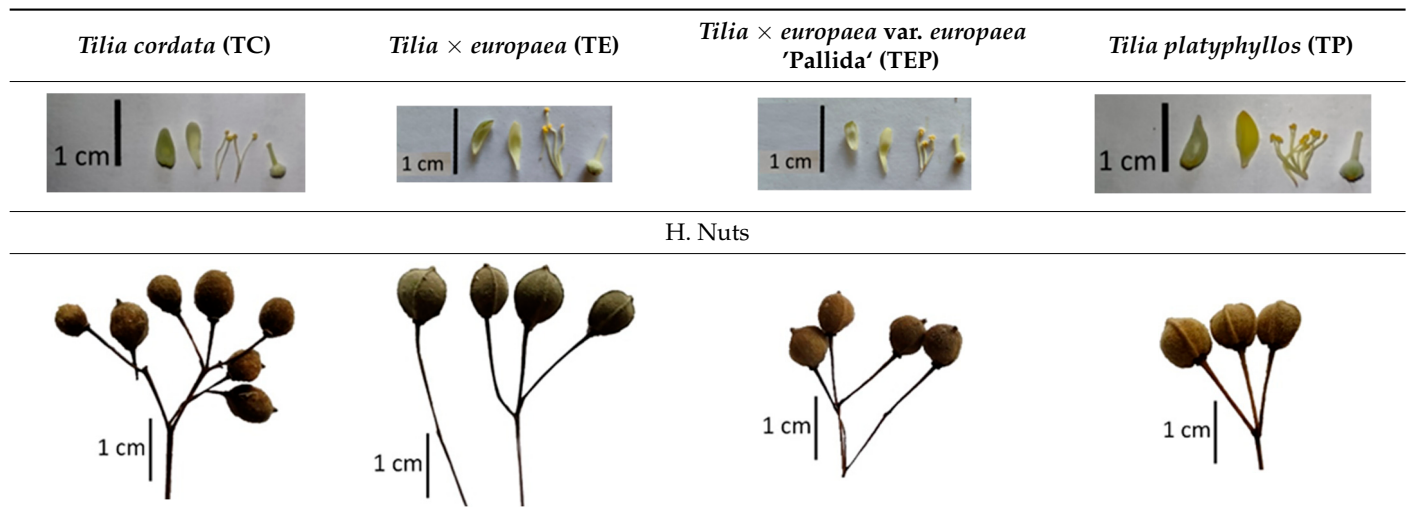 Tilia cordata (TC)
Tilia × europaea (TE)
Tilia × europaea var. europaea
'Pallida‘ (TEP)
Tilia platyphyllos (TP)
1 cm
1 cm
1 cm
1 cm
H. Nuts
1 cm
1 cm
1 cm
1 cm